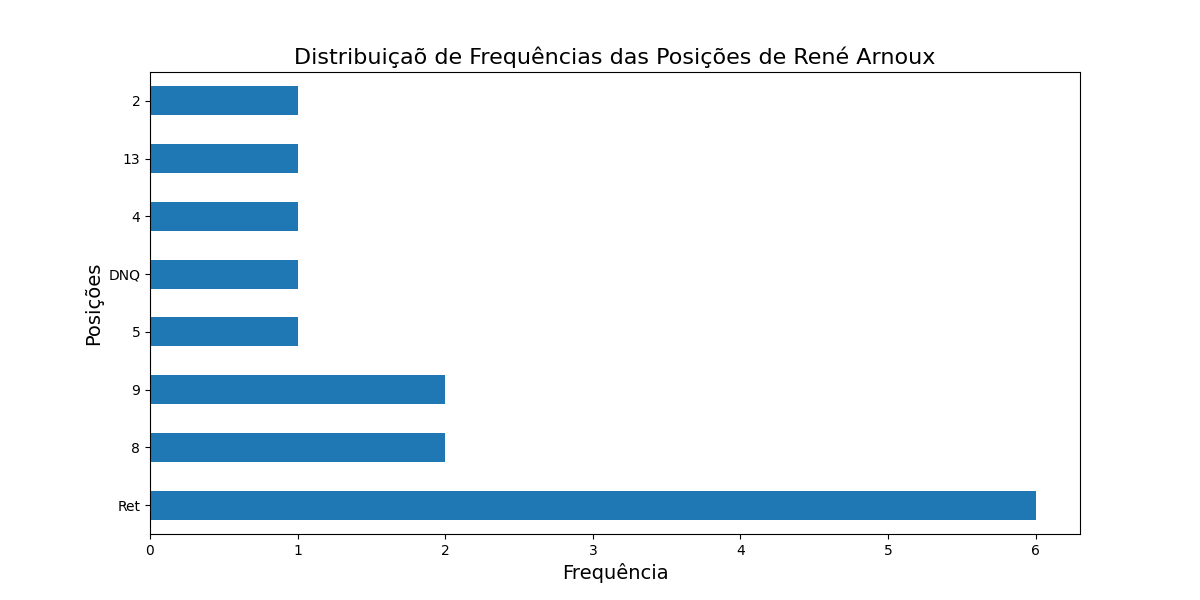 Distribuiçaõ de Frequências das Posições de René Arnoux
2
13
4
DNQ
5
9
8
Ret
Posições
0 1 2 3 4 5 6
Frequência